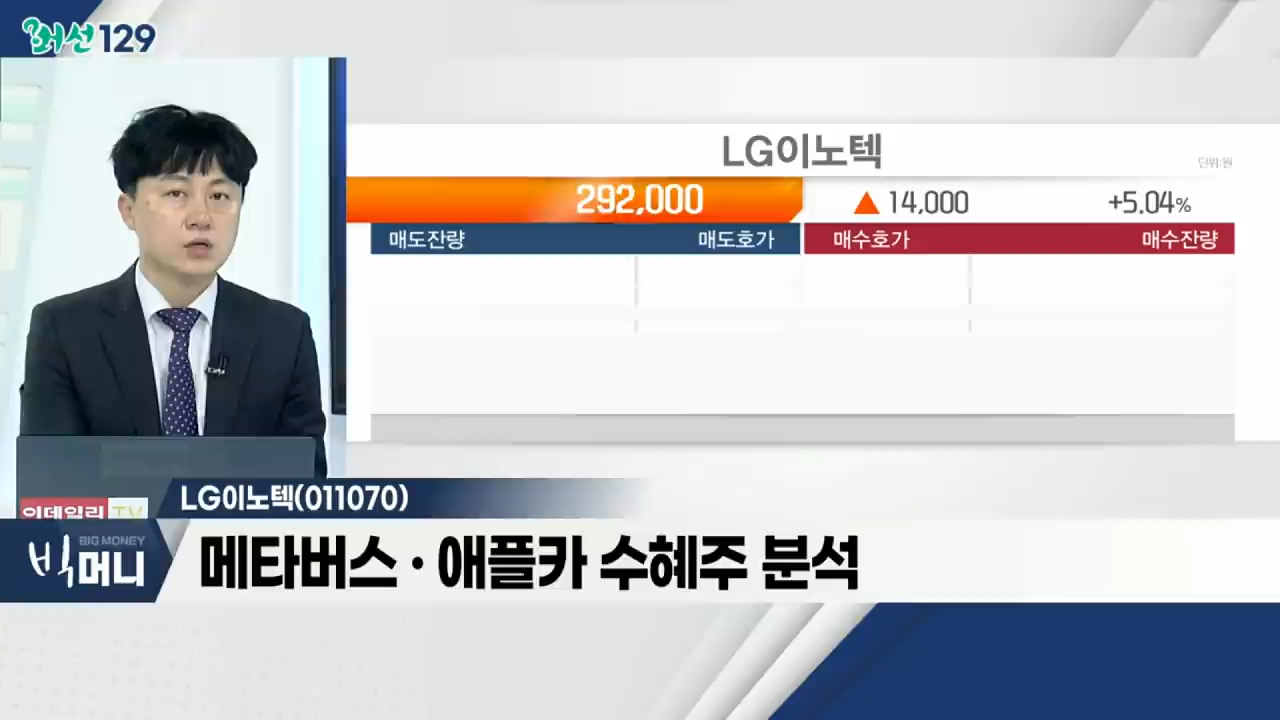 머선129
LG이노텍
단위:원
292,000
▲ 14,000
+5.04%
매도잔량
매도호가
매수호가
매수잔량
LG이노텍(011070)
이데일리 TV
BIG MONEY
빅머니
메타버스·애플카 수혜주 분석